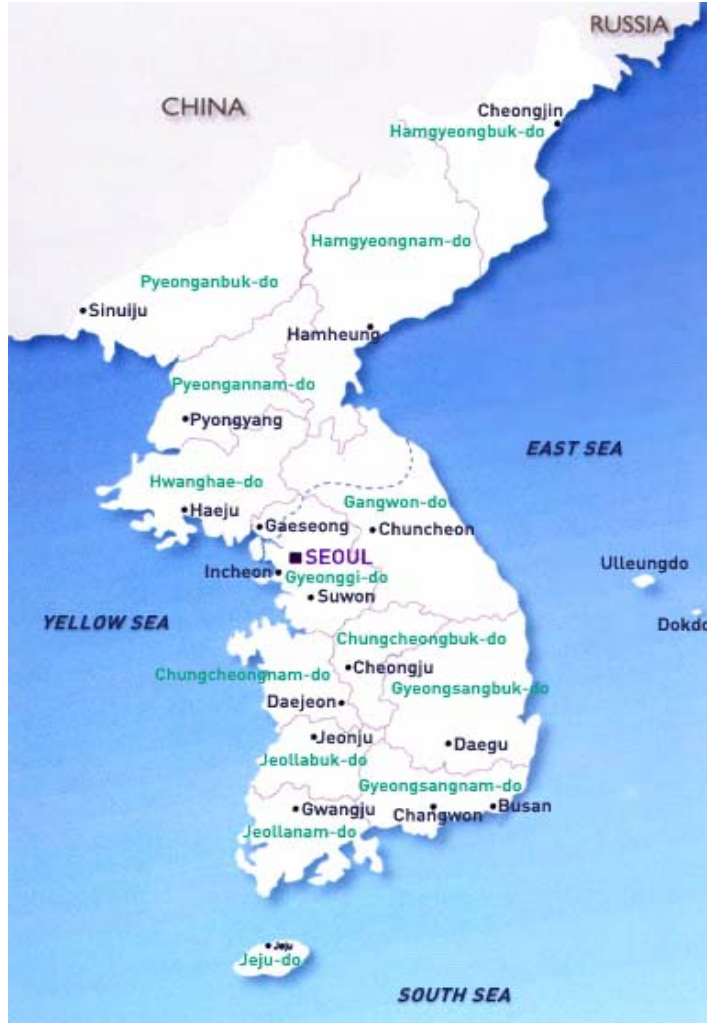 RUSSIA
CHINA
Cheongjin
Hamgyeongbuk-do
Hamgyeongnam-do
Pyeonganbuk-do
Sinuiju
Hamheung
Pyeongannam-do
Pyongyang
EAST SEA
Hwanghae-do
Haeju
Gangwon-do
Gaeseong
Chuncheon
SEOUL
Ulleungdo
Incheon
Gyeonggi-do
Suwon
YELLOW SEA
Dokdo
Chungcheongbuk-do
Chungcheongnam-do
Cheongju
Gyeongsangbuk-do
Daejeon
Jeonju
Daegu
Jeollabuk-do
Gyeongsangnam-do
Gwangju
Changwon
Busan
Jeollanam-do
Jeju
Jeju-do
SOUTH SEA